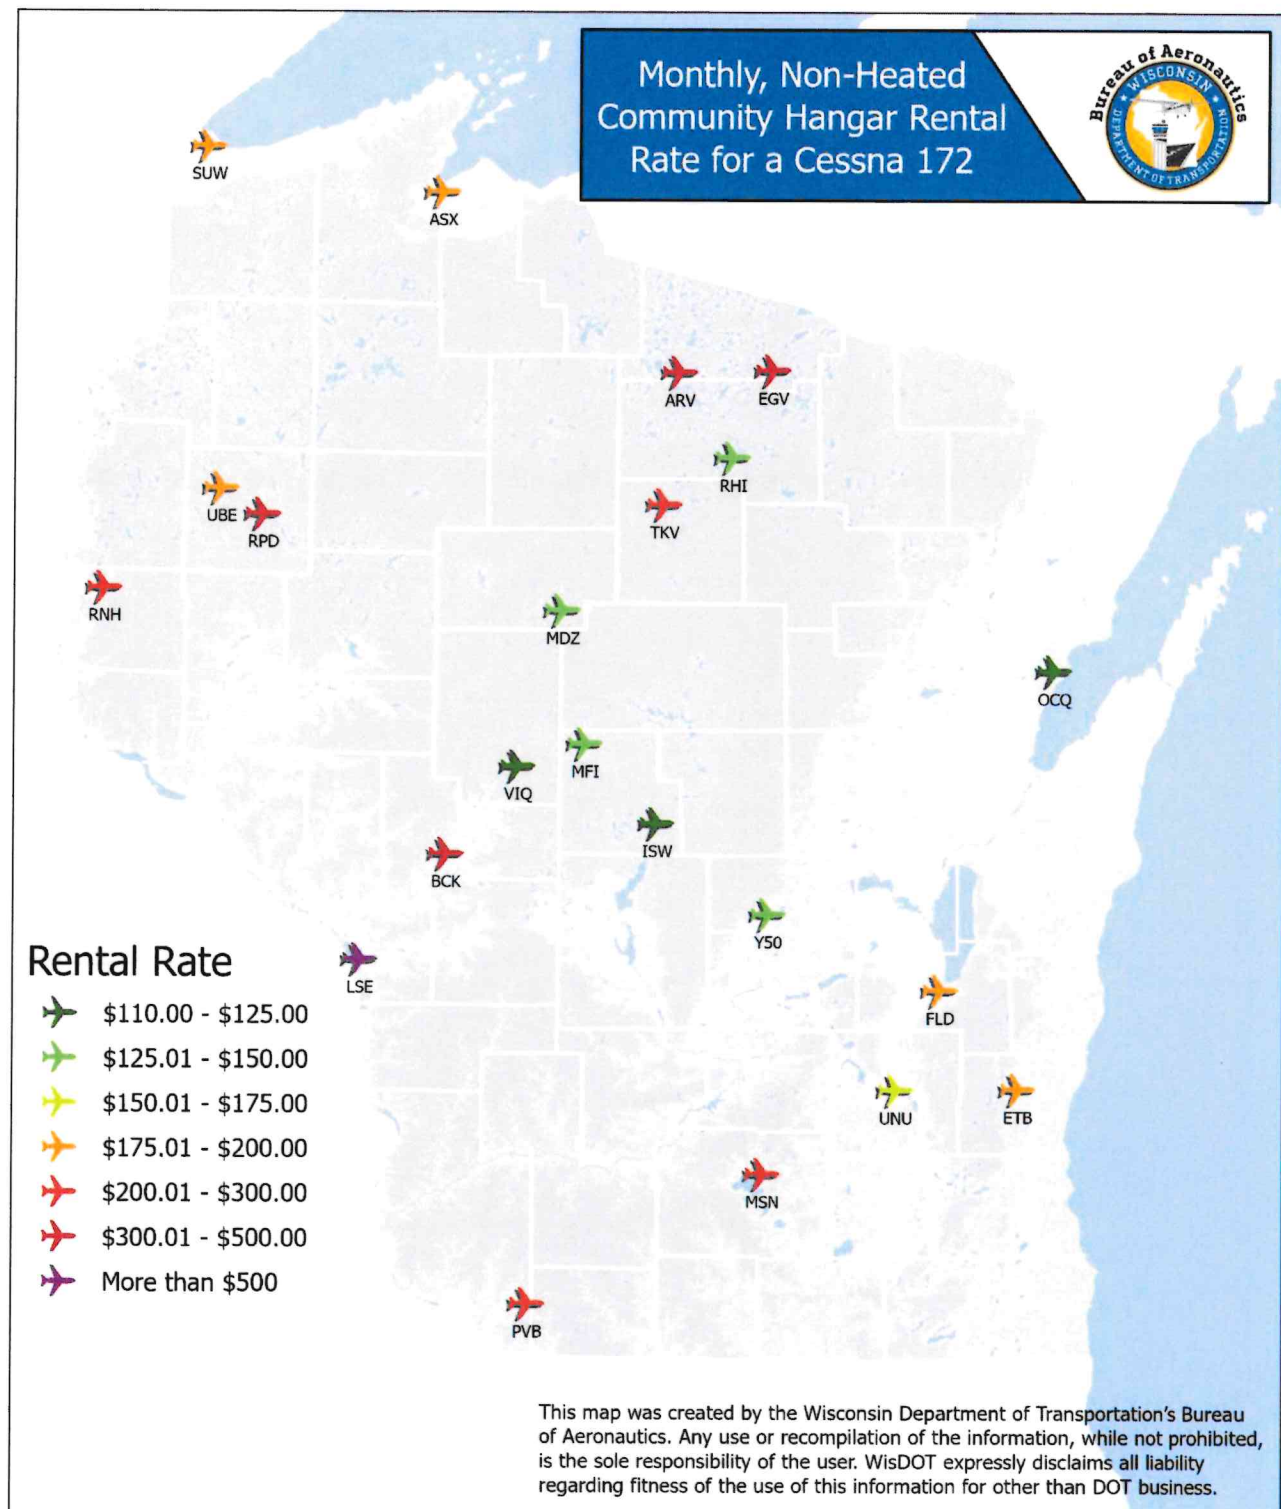 Monthly, Non-Heated
Community Hangar Rental
Rate for a Cessna 172
Bureau of Aeronautics
WISCONSIN
DEPARTMENT OF TRANSPORTATION
SUW
ASX
ARV
EGV
RHI
UBE
RPD
TKV
RNH
MDZ
OCQ
MFI
VIQ
ISW
BCK
Y50
LSE
FLD
UNU
ETB
MSN
PVB
Rental Rate
$110.00 - $125.00
$125.01 - $150.00
$150.01 - $175.00
$175.01 - $200.00
$200.01 - $300.00
$300.01 - $500.00
More than $500
This map was created by the Wisconsin Department of Transportation's Bureau
of Aeronautics. Any use or recompilation of the information, while not prohibited,
is the sole responsibility of the user. WisDOT expressly disclaims all liability
regarding fitness of the use of this information for other than DOT business.